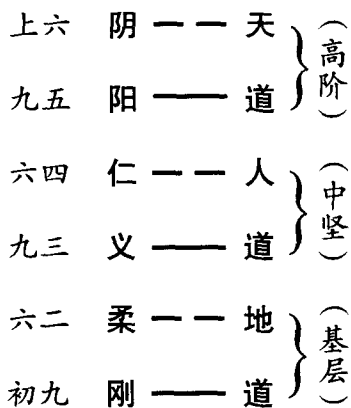 上六 阴 天
九五 阳 道
（高阶）
六四 仁 人
九三 义 道
（中坚）
六二 柔 地
初九 刚 道
（基层）